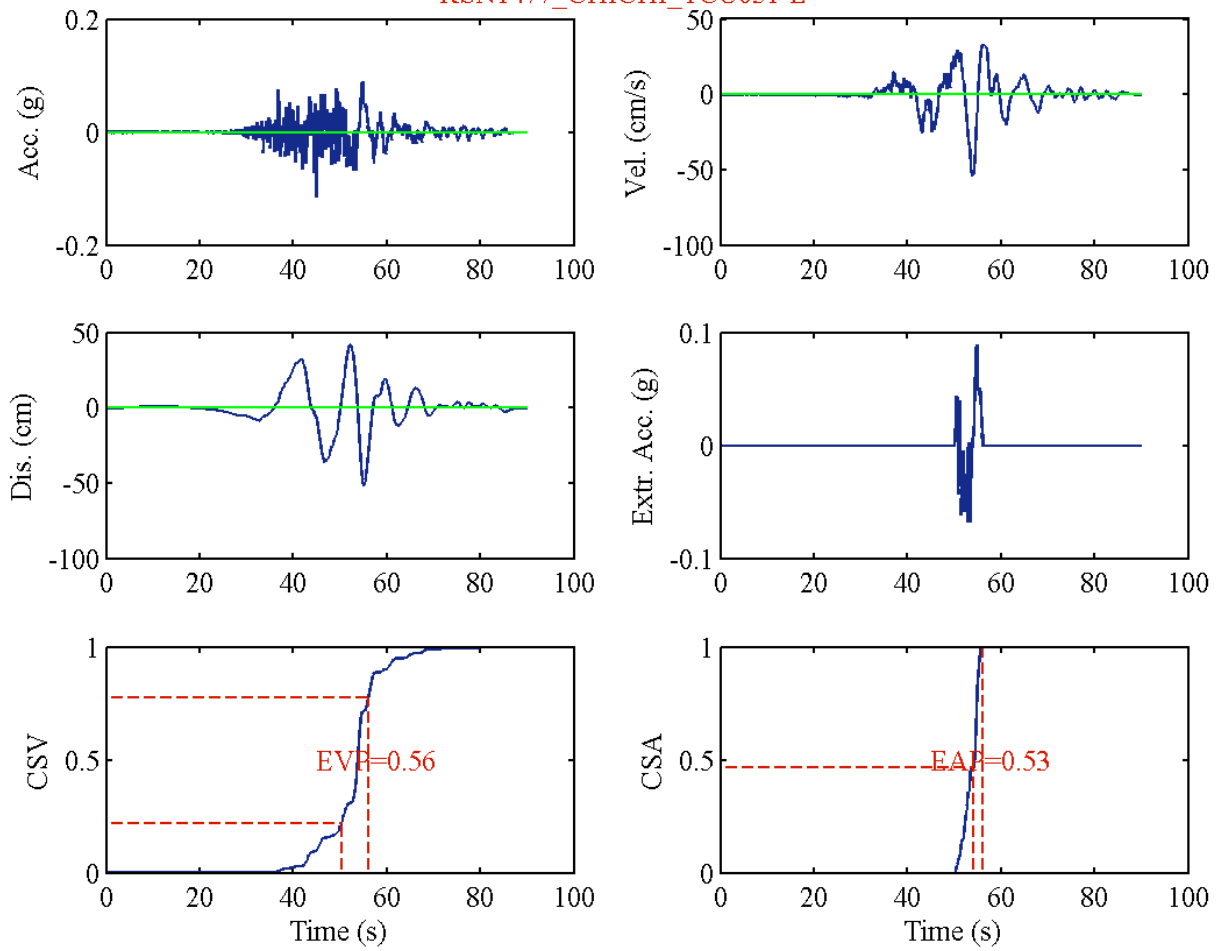 RSN1477_CHICHI_TCU031-E
0.2
0
-0.2
Acc. (g)
0 20 40 60 80 100
50
0
-50
-100
Vel. (cm/s)
0 20 40 60 80 100
50
0
-50
-100
Dis. (cm)
0 20 40 60 80 100
0.1
0
-0.1
Extr. Acc. (g)
0 20 40 60 80 100
1
0.5
0
CSV
EVP=0.56
0 20 40 60 80 100
Time (s)
1
0.5
0
CSA
EAP=0.53
0 20 40 60 80 100
Time (s)